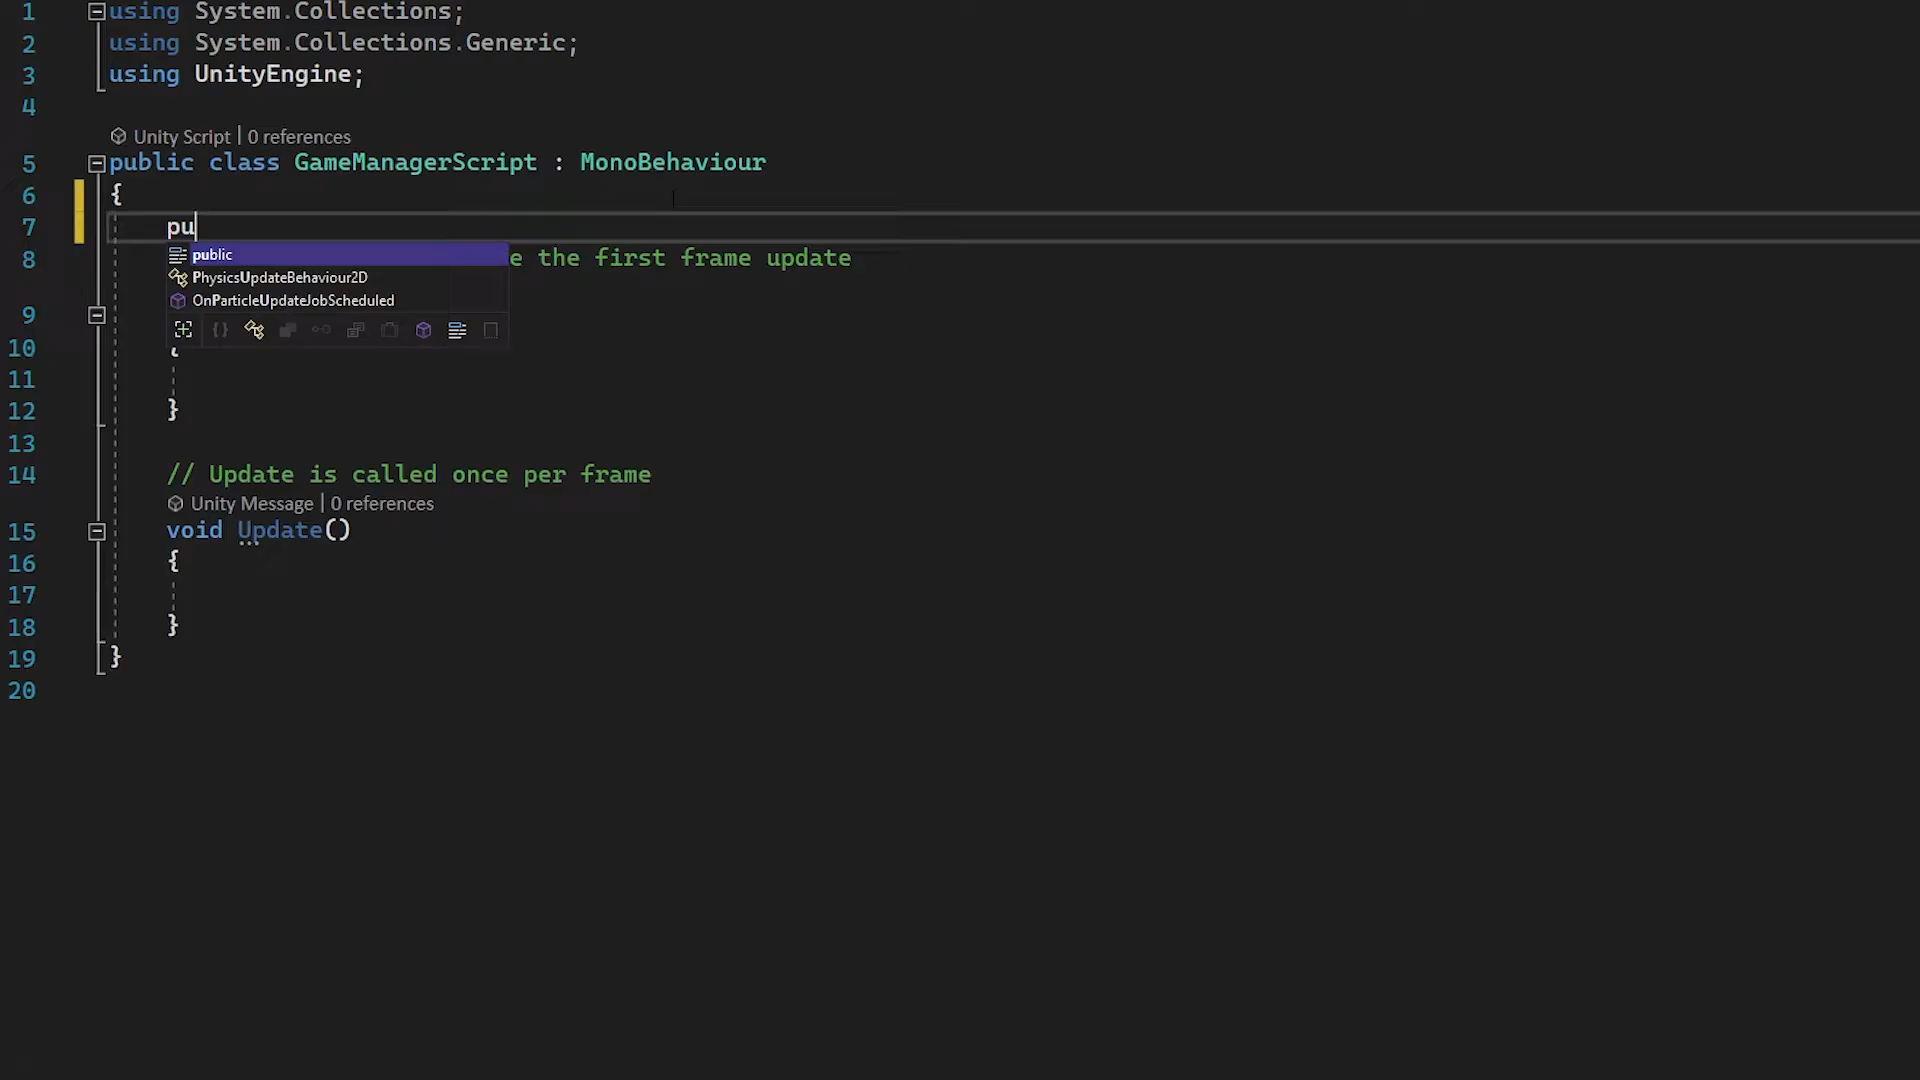 1 using System.Collections;
2 using System.Collections.Generic;
3 using UnityEngine;
4
Unity Script | 0 references
5 public class GameManagerScript : MonoBehaviour
6 {
7 pu
public
8 e the first frame update
PhysicsUpdateBehaviour2D
OnParticleUpdateJobScheduled
9
10 {
11
12 }
13
14 // Update is called once per frame
Unity Message | 0 references
15 void Update()
16 {
17
18 }
19 }
20